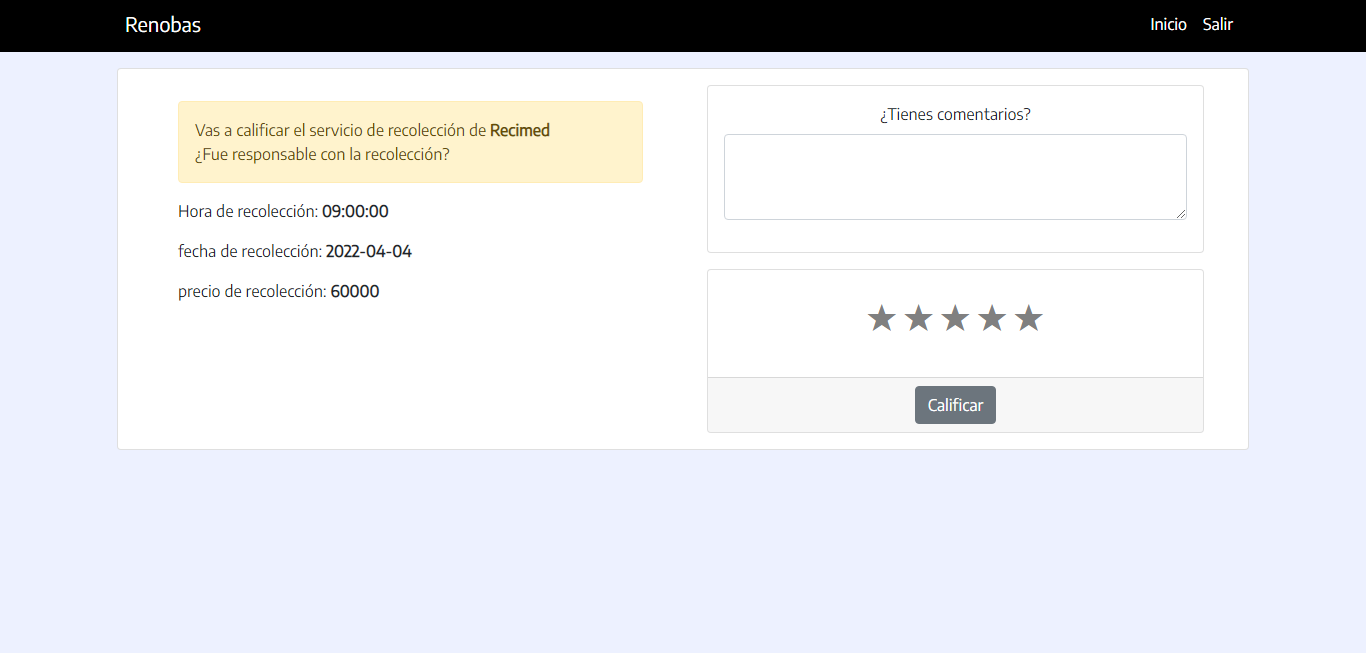 Renobas
Inicio Salir
Vas a calificar el servicio de recolección de Recimed
¿Fue responsable con la recolección?
Hora de recolección: 09:00:00
fecha de recolección: 2022-04-04
precio de recolección: 60000
¿Tienes comentarios?
Calificar